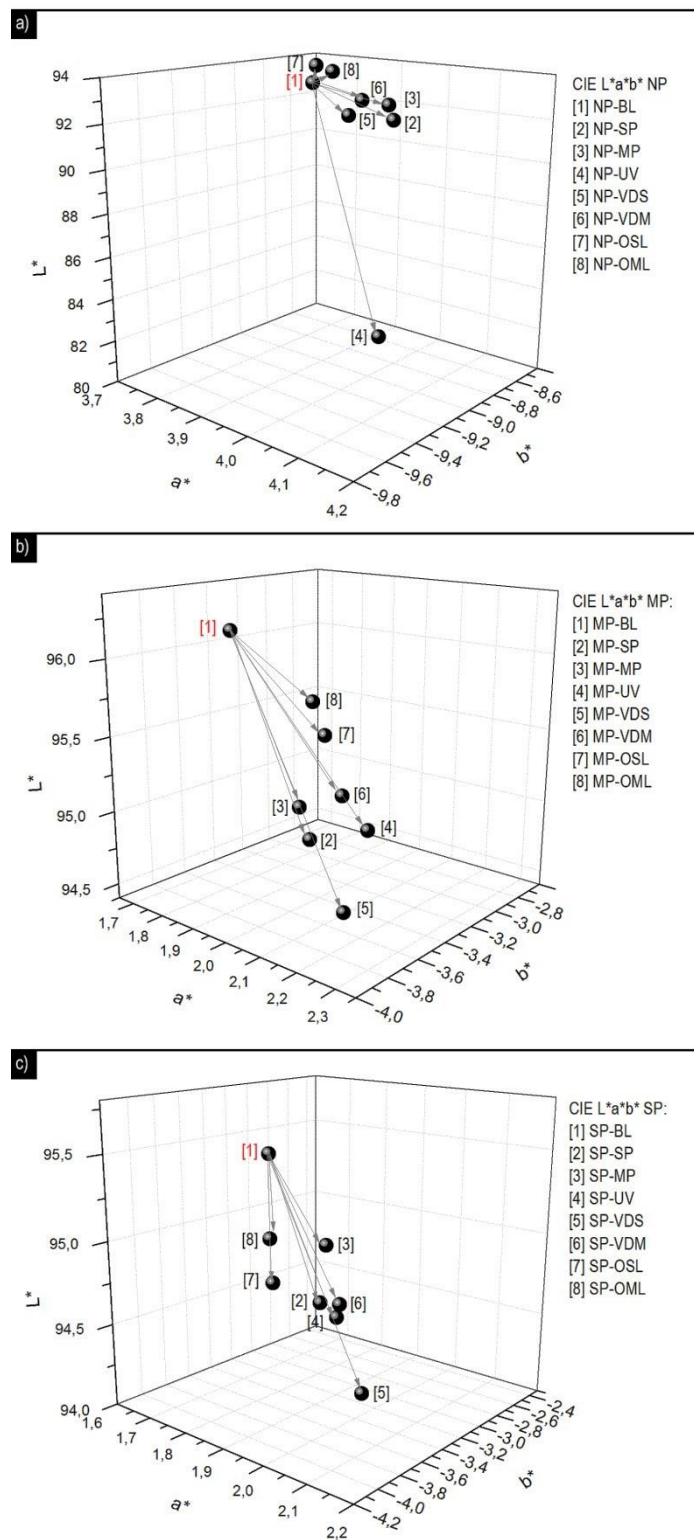 a)
94
92
90
88
86
84
82
80
L*
3,7
3,8
3,9
4,0
4,1
4,2
a*
-9,8
-9,6
-9,4
-9,2
-9,0
-8,8
-8,6
b*
[7]
[8]
[1]
[6]
[3]
[5]
[2]
[4]
CIE L*a*b* NP
[1] NP-BL
[2] NP-SP
[3] NP-MP
[4] NP-UV
[5] NP-VDS
[6] NP-VDM
[7] NP-OSL
[8] NP-OML
b)
96,0
95,5
95,0
94,5
L*
1,7
1,8
1,9
2,0
2,1
2,2
2,3
a*
-4,0
-3,8
-3,6
-3,4
-3,2
-3,0
-2,8
b*
[1]
[8]
[7]
[6]
[3]
[4]
[2]
[5]
CIE L*a*b* MP:
[1] MP-BL
[2] MP-SP
[3] MP-MP
[4] MP-UV
[5] MP-VDS
[6] MP-VDM
[7] MP-OSL
[8] MP-OML
c)
95,5
95,0
94,5
94,0
L*
1,6
1,7
1,8
1,9
2,0
2,1
2,2
a*
-4,2
-4,0
-3,8
-3,6
-3,4
-3,2
-3,0
-2,8
-2,6
-2,4
b*
[1]
[8]
[3]
[7]
[2]
[6]
[4]
[5]
CIE L*a*b* SP:
[1] SP-BL
[2] SP-SP
[3] SP-MP
[4] SP-UV
[5] SP-VDS
[6] SP-VDM
[7] SP-OSL
[8] SP-OML